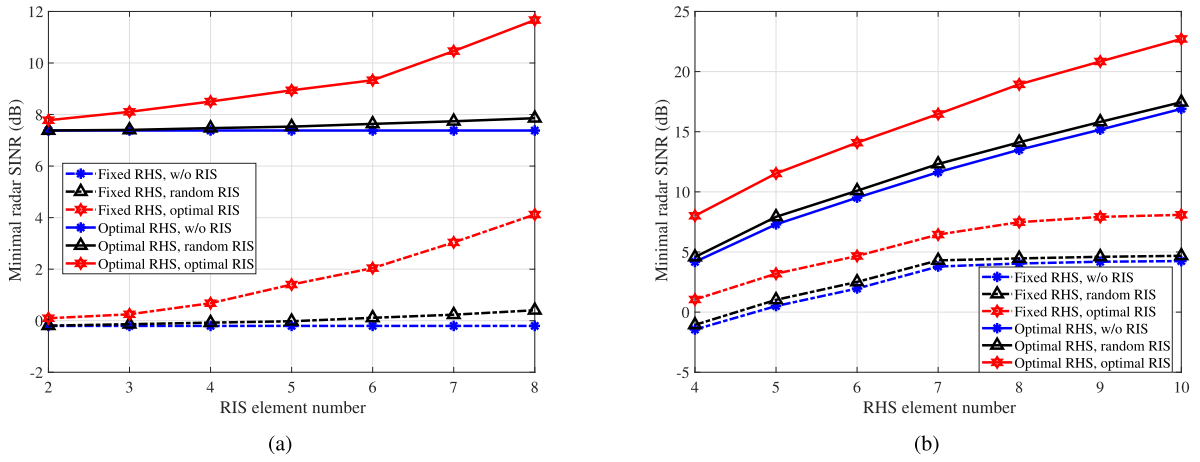 12
10
8
6
4
2
0
-2
2
3
4
5
6
7
8
Minimal radar SINR (dB)
RIS element number
Fixed RHS, w/o RIS
Fixed RHS, random RIS
Fixed RHS, optimal RIS
Optimal RHS, w/o RIS
Optimal RHS, random RIS
Optimal RHS, optimal RIS
(a)
25
20
15
10
5
0
-5
4
5
6
7
8
9
10
Minimal radar SINR (dB)
RHS element number
Fixed RHS, w/o RIS
Fixed RHS, random RIS
Fixed RHS, optimal RIS
Optimal RHS, w/o RIS
Optimal RHS, random RIS
Optimal RHS, optimal RIS
(b)